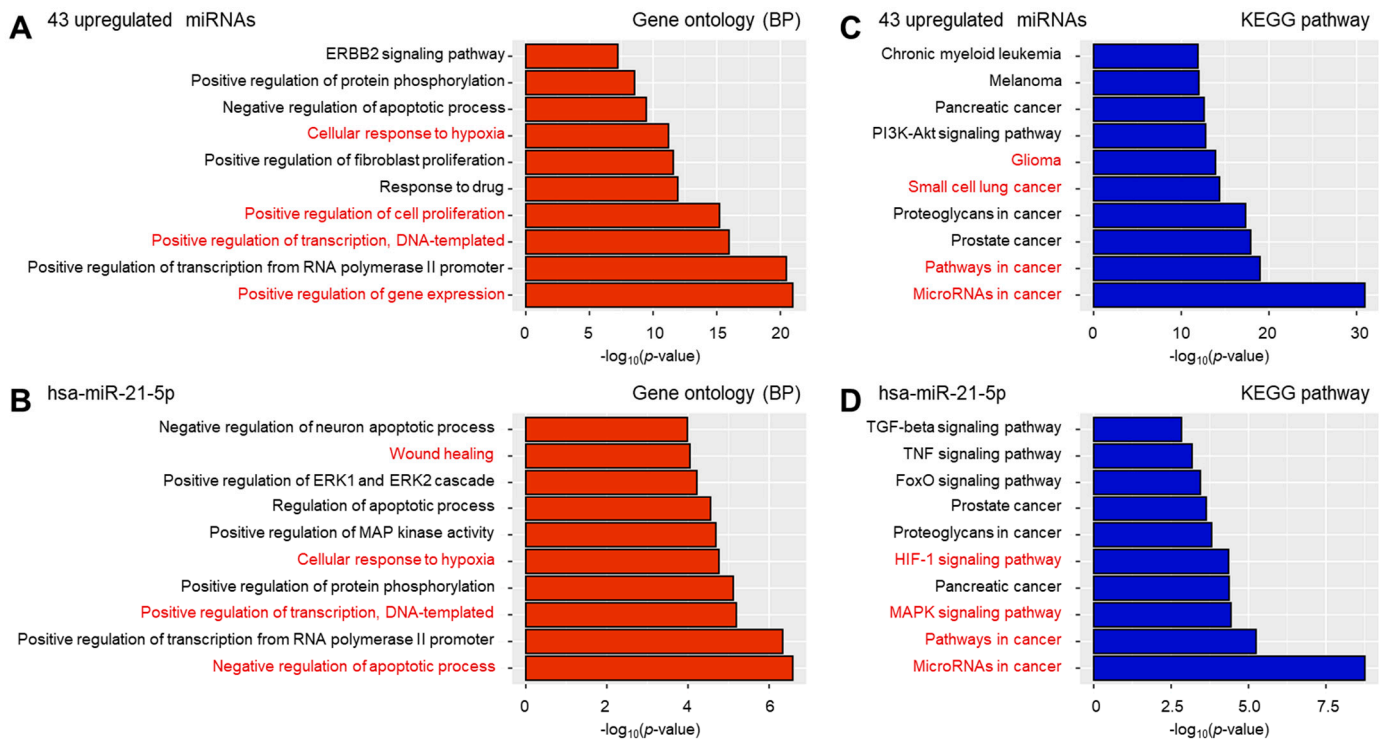 A 43 upregulated miRNAs Gene ontology (BP)
ERBB2 signaling pathway
Positive regulation of protein phosphorylation
Negative regulation of apoptotic process
Cellular response to hypoxia
Positive regulation of fibroblast proliferation
Response to drug
Positive regulation of cell proliferation
Positive regulation of transcription, DNA-templated
Positive regulation of transcription from RNA polymerase II promoter
Positive regulation of gene expression
0 5 10 15 20
-log10(p-value)
B hsa-miR-21-5p Gene ontology (BP)
Negative regulation of neuron apoptotic process
Wound healing
Positive regulation of ERK1 and ERK2 cascade
Regulation of apoptotic process
Positive regulation of MAP kinase activity
Cellular response to hypoxia
Positive regulation of protein phosphorylation
Positive regulation of transcription, DNA-templated
Positive regulation of transcription from RNA polymerase II promoter
Negative regulation of apoptotic process
0 2 4 6
-log10(p-value)
C 43 upregulated miRNAs KEGG pathway
Chronic myeloid leukemia
Melanoma
Pancreatic cancer
PI3K-Akt signaling pathway
Glioma
Small cell lung cancer
Proteoglycans in cancer
Prostate cancer
Pathways in cancer
MicroRNAs in cancer
0 10 20 30
-log10(p-value)
D hsa-miR-21-5p KEGG pathway
TGF-beta signaling pathway
TNF signaling pathway
FoxO signaling pathway
Prostate cancer
Proteoglycans in cancer
HIF-1 signaling pathway
Pancreatic cancer
MAPK signaling pathway
Pathways in cancer
MicroRNAs in cancer
0 2.5 5.0 7.5
-log10(p-value)